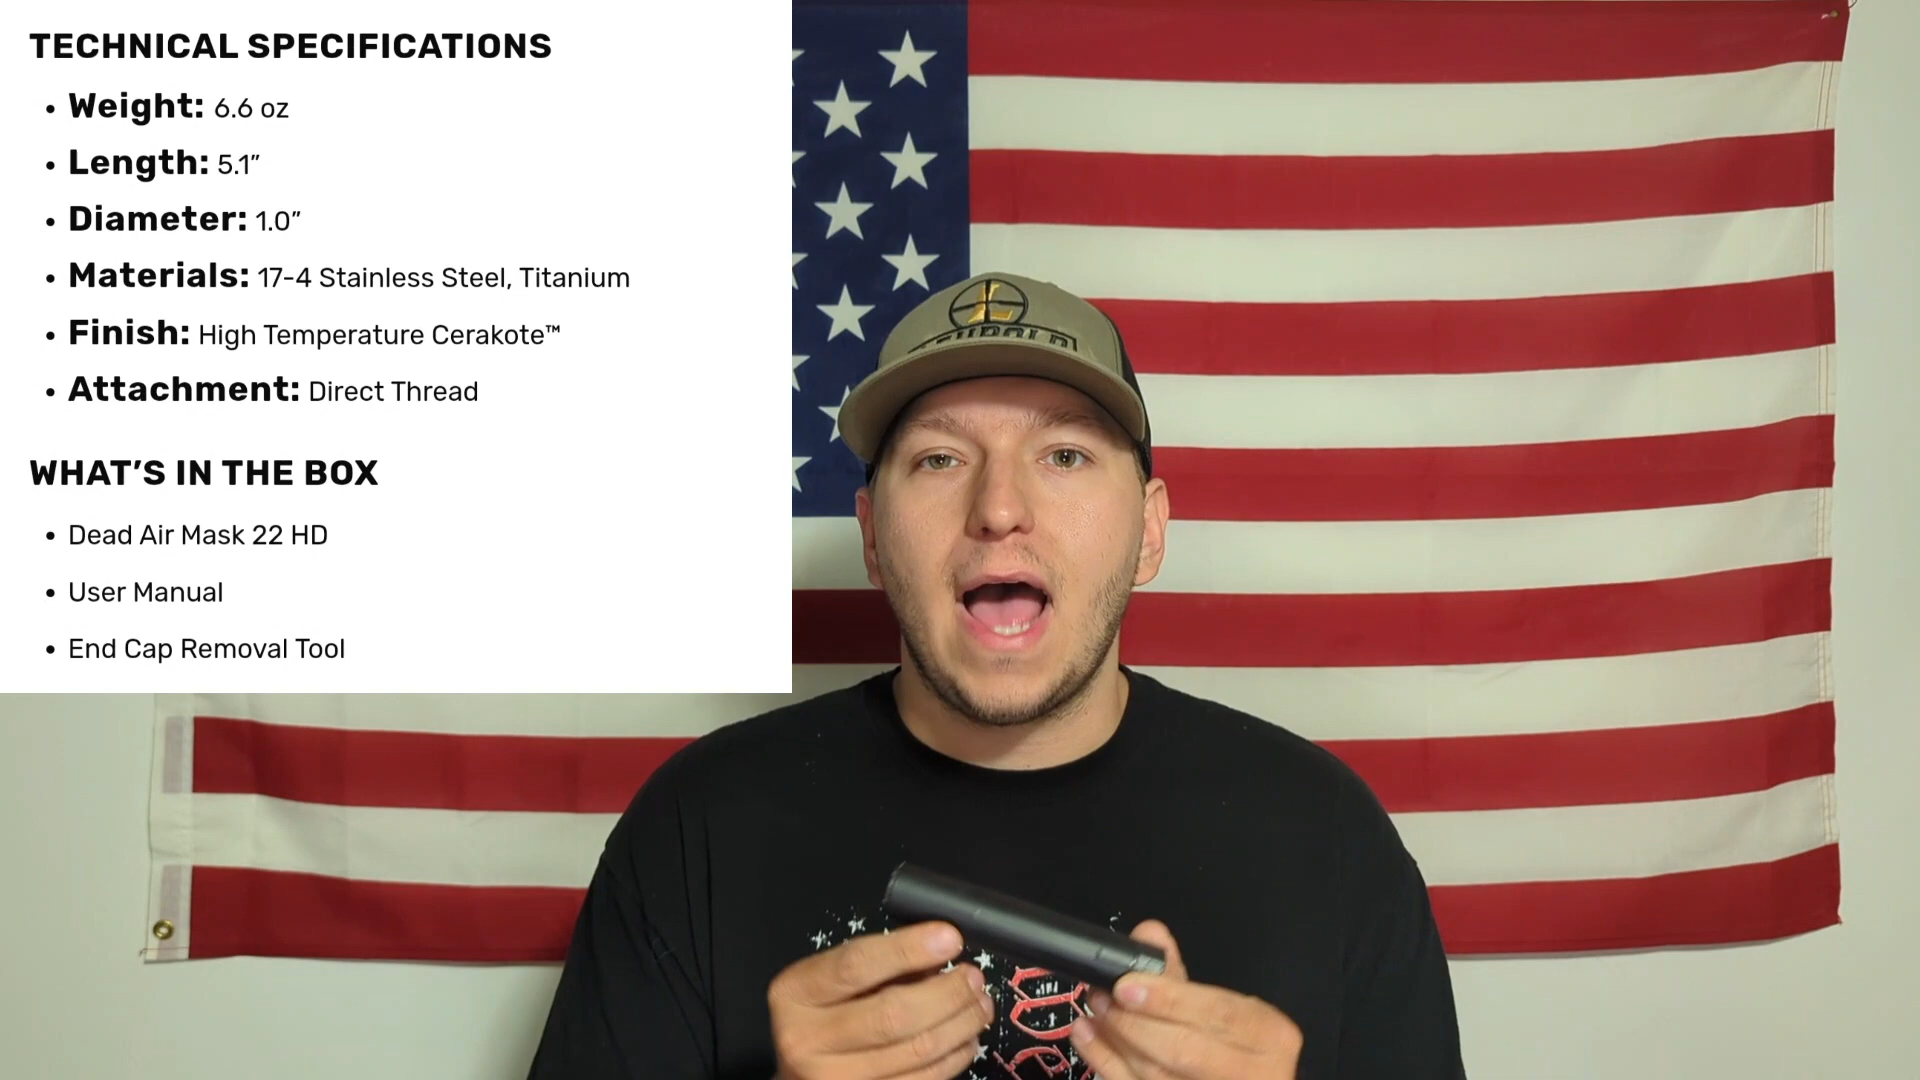 TECHNICAL SPECIFICATIONS
• Weight: 6.6 oz
• Length: 5.1”
• Diameter: 1.0”
• Materials: 17-4 Stainless Steel, Titanium
• Finish: High Temperature Cerakote™
• Attachment: Direct Thread
WHAT’S IN THE BOX
• Dead Air Mask 22 HD
• User Manual
• End Cap Removal Tool
L
We